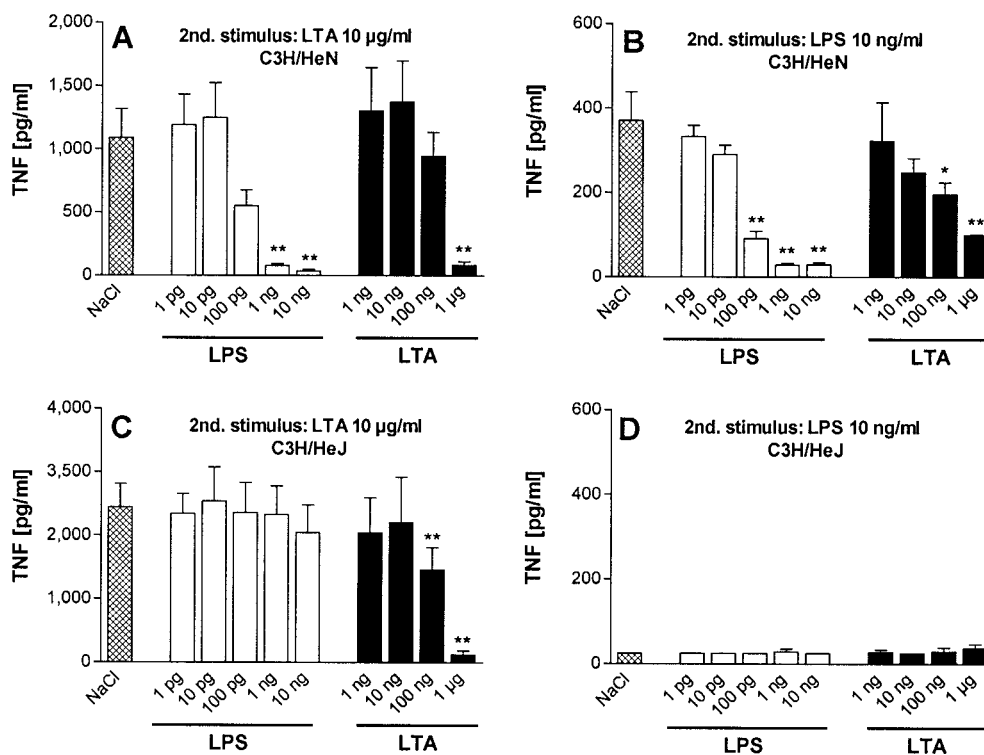 A
2nd. stimulus: LTA 10 µg/ml
C3H/HeN
TNF [pg/ml]
2,000
1,500
1,000
500
0
**
**
**
NaCl
1 pg
10 pg
100 pg
1 ng
10 ng
1 ng
10 ng
100 ng
1 µg
LPS
LTA
B
2nd. stimulus: LPS 10 ng/ml
C3H/HeN
TNF [pg/ml]
600
400
200
0
**
**
**
*
**
NaCl
1 pg
10 pg
100 pg
1 ng
10 ng
1 ng
10 ng
100 ng
1 µg
LPS
LTA
C
2nd. stimulus: LTA 10 µg/ml
C3H/HeJ
TNF [pg/ml]
4,000
3,500
2,000
1,000
0
**
**
NaCl
1 pg
10 pg
100 pg
1 ng
10 ng
1 ng
10 ng
100 ng
1 µg
LPS
LTA
D
2nd. stimulus: LPS 10 ng/ml
C3H/HeJ
TNF [pg/ml]
600
400
200
0
NaCl
1 pg
10 pg
100 pg
1 ng
10 ng
1 ng
10 ng
100 ng
1 µg
LPS
LTA